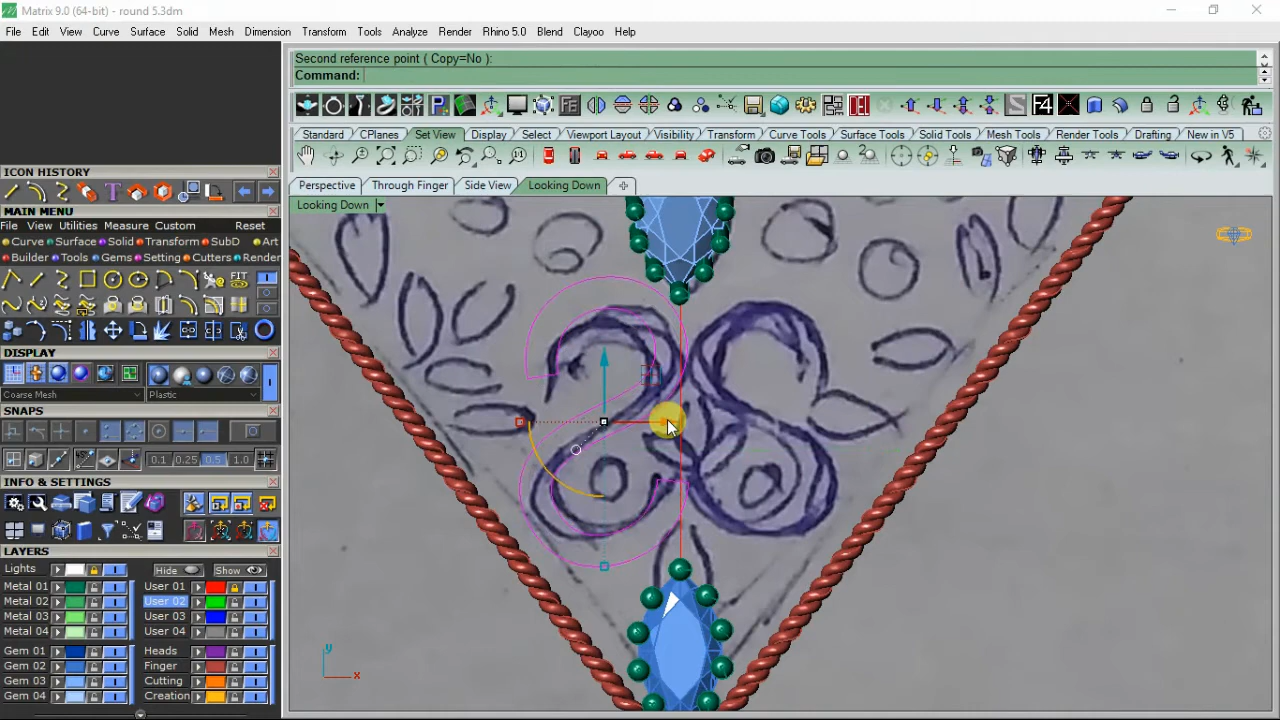 Matrix 9.0 (64-bit) - round 5.3dm
File Edit View Curve Surface Solid Mesh Dimension Transform Tools Analyze Render Rhino 5.0 Blend Clayoo Help
Second reference point ( Copy=No ):
Command:
Standard CPlanes Set View Display Select Viewport Layout Visibility Transform Curve Tools Surface Tools Solid Tools Mesh Tools Render Tools Drafting New in V5
Perspective Through Finger Side View Looking Down
Looking Down
ICON HISTORY
MAIN MENU
File View Utilities Measure Custom Reset
Curve Surface Solid Transform SubD Art
Builder Tools Gems Setting Cutters Render
FIT
DISPLAY
Coarse Mesh Plastic
SNAPS
0.1 0.25 0.5 1.0
INFO & SETTINGS
LAYERS
Lights Hide Show
Metal 01 User 01
Metal 02 User 02
Metal 03 User 03
Metal 04 User 04
Gem 01 Heads
Gem 02 Finger
Gem 03 Cutting
Gem 04 Creation
F4
y
x